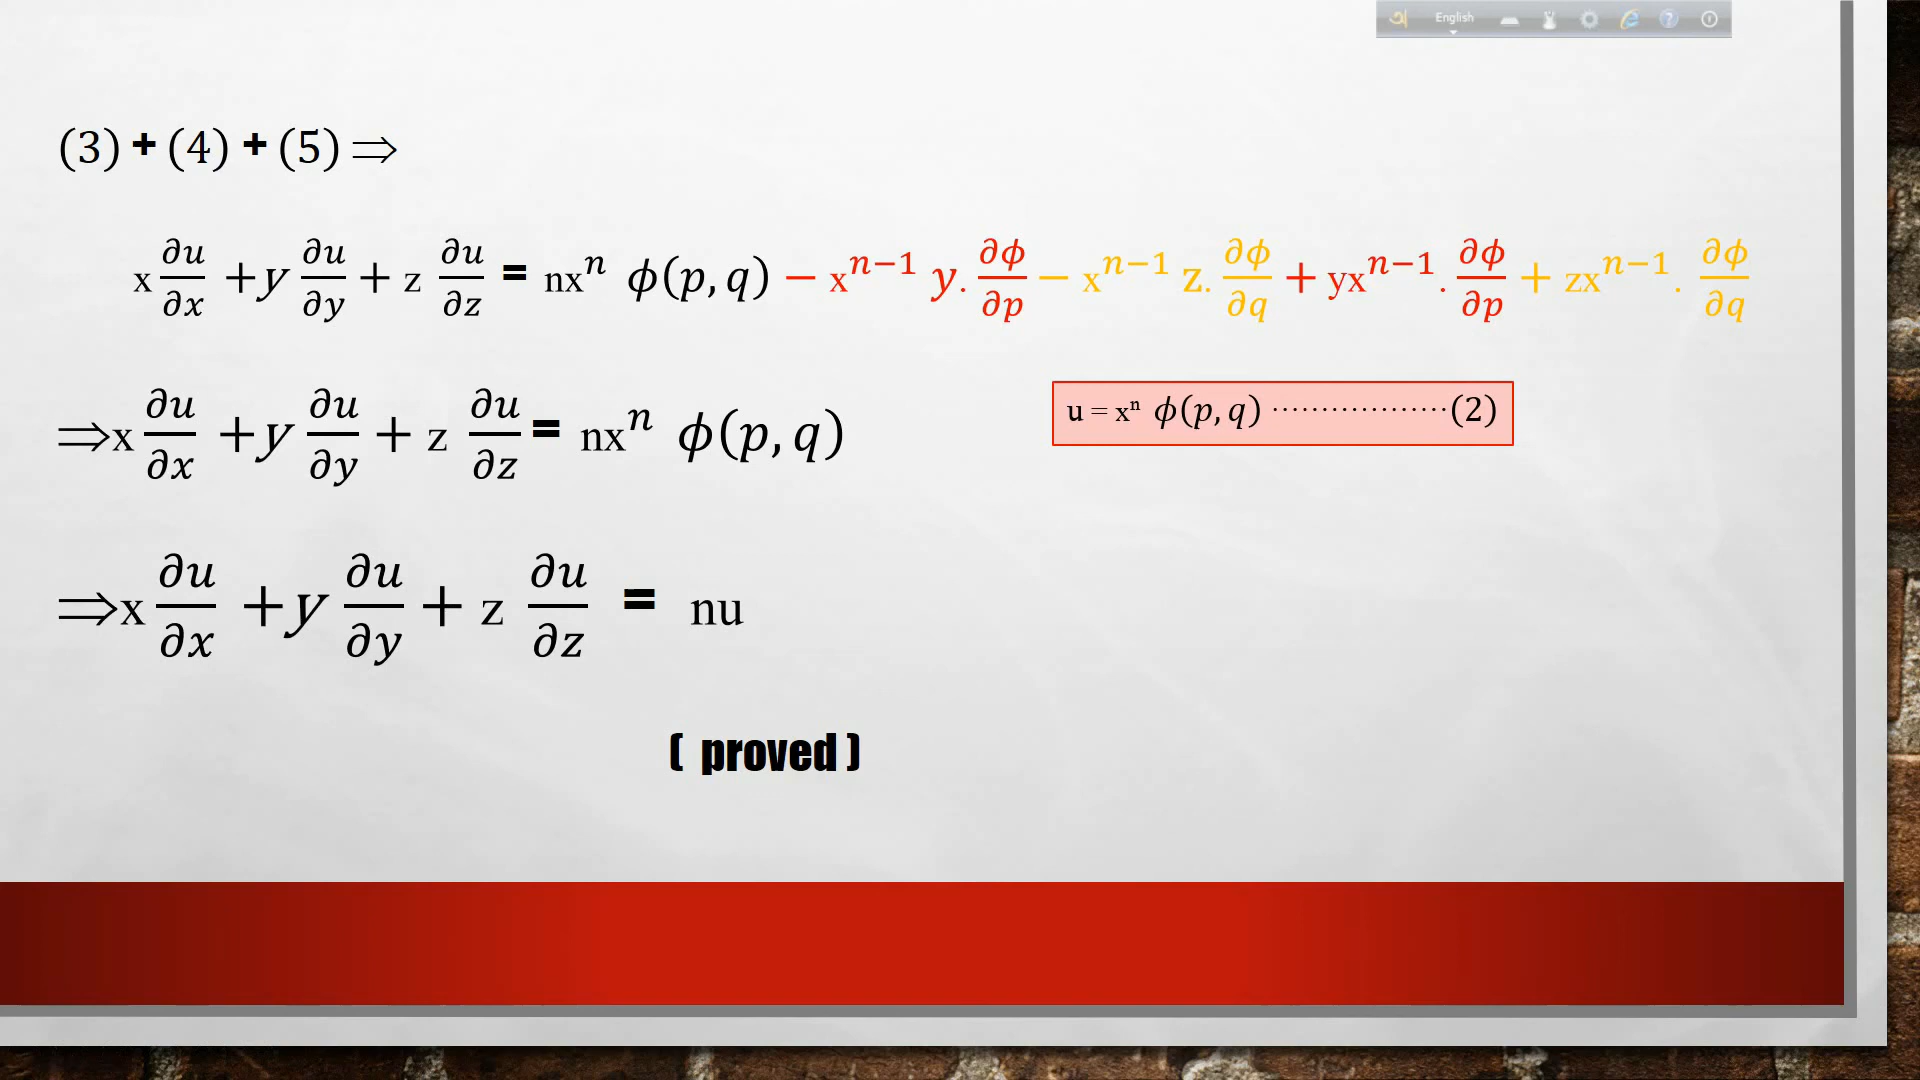 অ English
(3) + (4) + (5) ⇒
x ∂u/∂x + y ∂u/∂y + z ∂u/∂z = nxⁿ ϕ(p, q) − xⁿ⁻¹ y. ∂ϕ/∂p − xⁿ⁻¹ z. ∂ϕ/∂q + yxⁿ⁻¹. ∂ϕ/∂p + zxⁿ⁻¹. ∂ϕ/∂q
⇒x ∂u/∂x + y ∂u/∂y + z ∂u/∂z = nxⁿ ϕ(p, q)
u = xⁿ ϕ(p, q) ⋯⋯⋯⋯⋯⋯(2)
⇒x ∂u/∂x + y ∂u/∂y + z ∂u/∂z = nu
( proved )